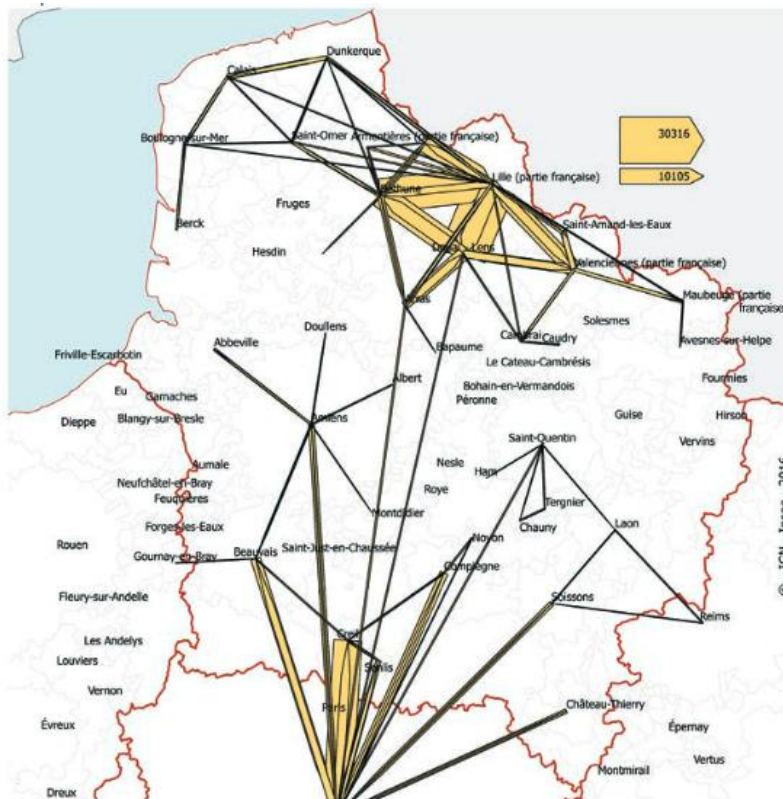 Dunkerque
Calais
Boulogne-sur-Mer
Saint-Omer
Armentières (partie française)
30316
10105
Lille (partie française)
Béthune
Fruges
Berck
Saint-Amand-les-Eaux
Hesdin
Douai - Lens
Valenciennes (partie française)
Arras
Maubeuge (partie
française)
Doullens
Solesmes
Abbeville
Cambrai
Caudry
Bapaume
Avesnes-sur-Helpe
Friville-Escarbotin
Le Cateau-Cambrésis
Albert
Fourmies
Bohain-en-Vermandois
Eu
Gamaches
Péronne
Dieppe
Blangy-sur-Bresle
Amiens
Guise
Hirson
Saint-Quentin
Vervins
Aumale
Nesle
Ham
Neufchâtel-en-Bray
Roye
Feuquières
Tergnier
Montdidier
Chauny
Forges-les-Eaux
Laon
Rouen
Saint-Just-en-Chaussée
Noyon
Gournay-en-Bray
Beauvais
Compiègne
Fleury-sur-Andelle
Soissons
Reims
Creil
Les Andelys
Senlis
Louviers
Vernon
Paris
Château-Thierry
Évreux
Épernay
Vertus
Montmirail
Dreux
© IGN - Insee 2016